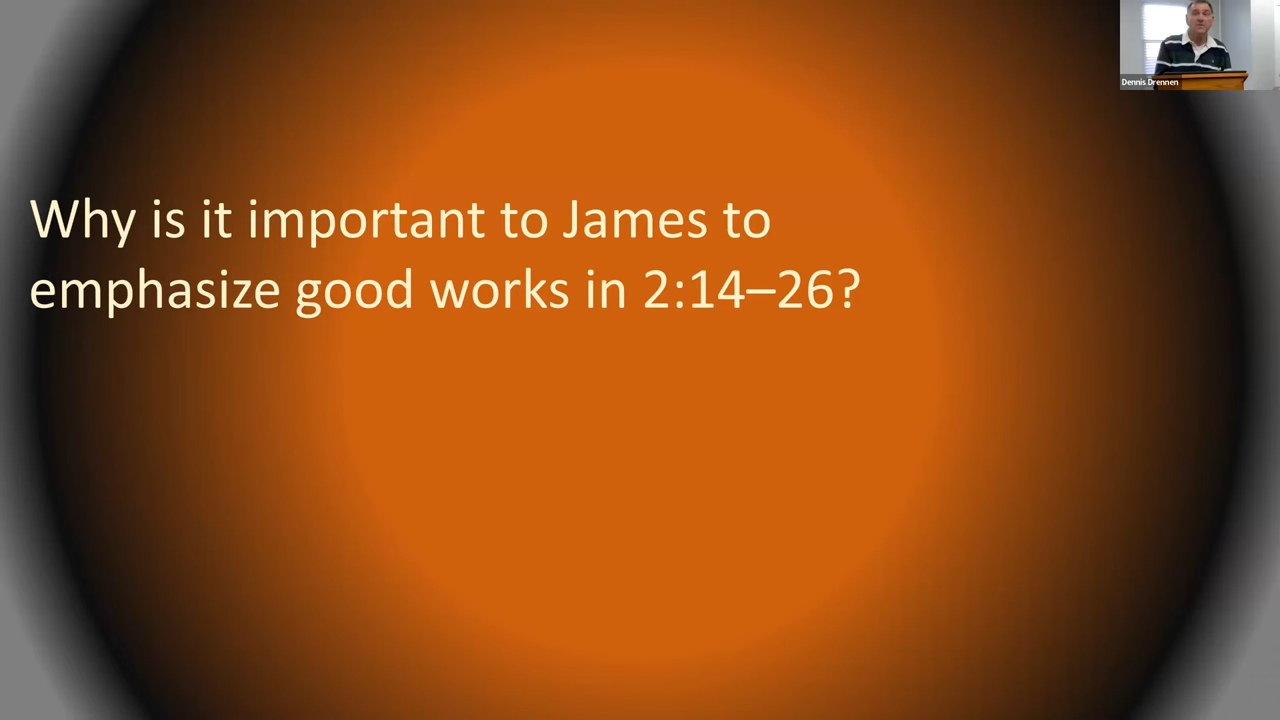 Dennis Drennen
Why is it important to James to
emphasize good works in 2:14–26?